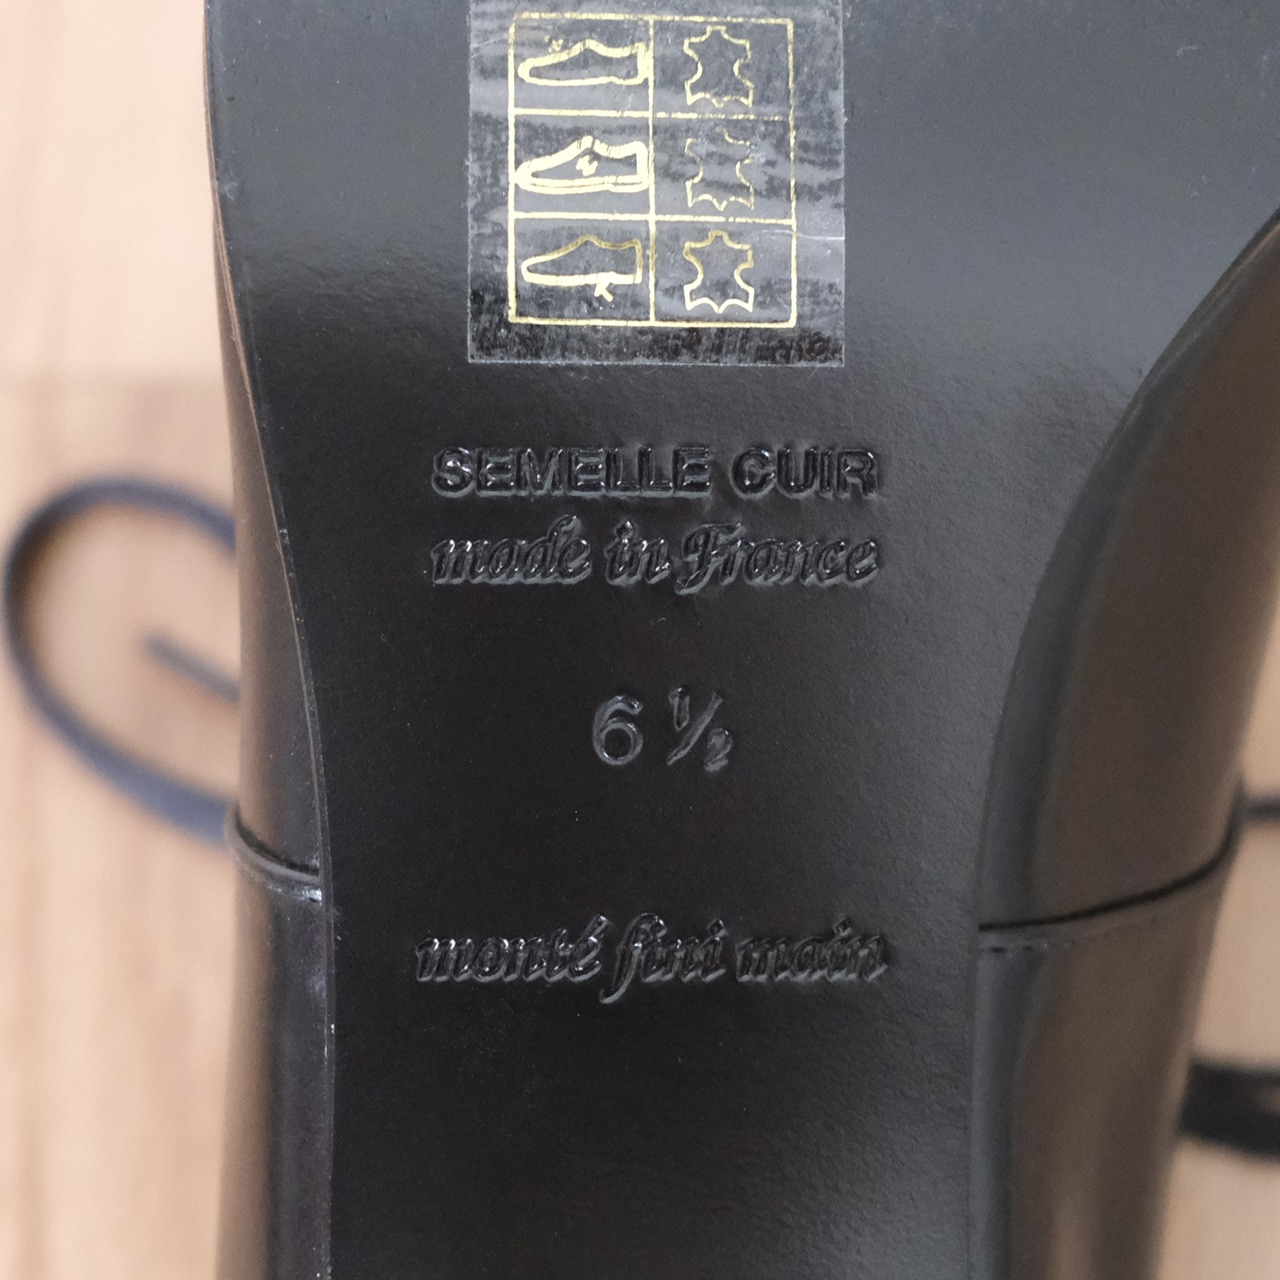 SEMELLE CUIR
made in France
6 ½
monté fini main